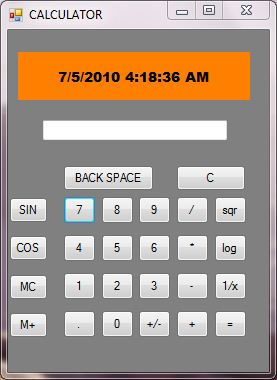 CALCULATOR
7/5/2010 4:18:36 AM
BACK SPACE C
SIN 7 8 9 / sqr
COS 4 5 6 * log
MC 1 2 3 - 1/x
M+ . 0 +/- + =